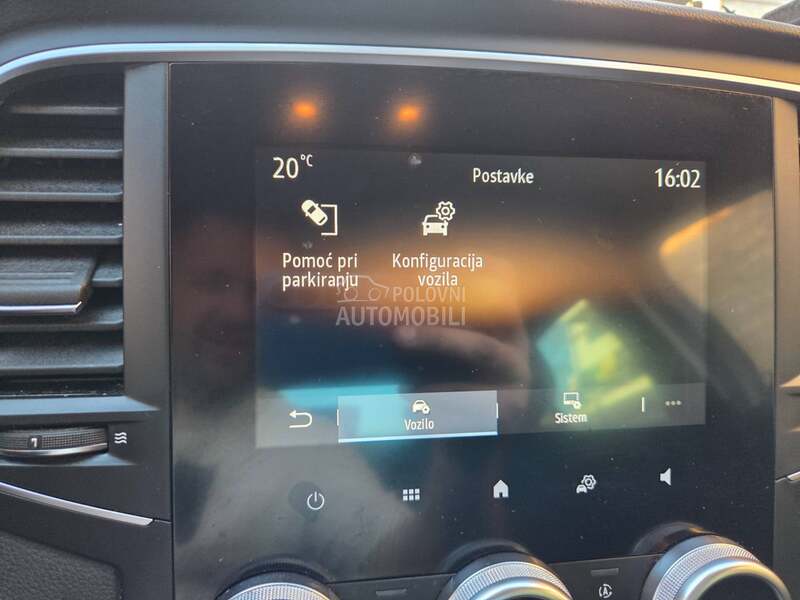 20°C
Postavke
16:02
Pomoć pri
parkiranju
Konfiguracija
vozila
POLOVNI
AUTOMOBILI
Vozilo
Sistem